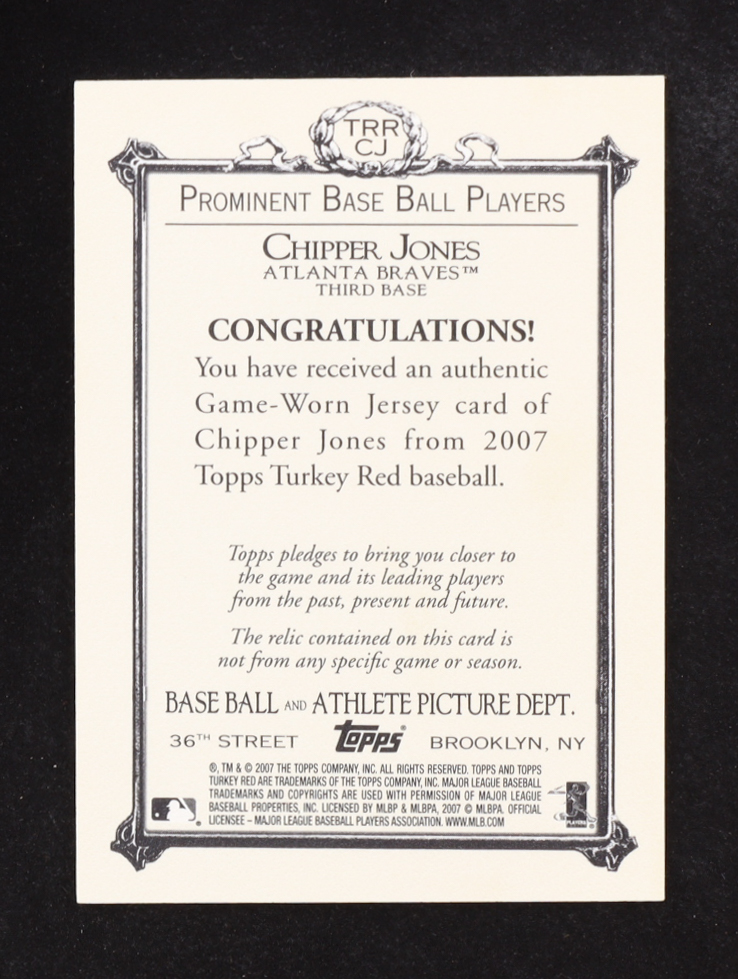 TRR
CJ
PROMINENT BASE BALL PLAYERS
CHIPPER JONES
ATLANTA BRAVES™
THIRD BASE
CONGRATULATIONS!
You have received an authentic
Game-Worn Jersey card of
Chipper Jones from 2007
Topps Turkey Red baseball.
Topps pledges to bring you closer to
the game and its leading players
from the past, present and future.
The relic contained on this card is
not from any specific game or season.
BASE BALL AND ATHLETE PICTURE DEPT.
36TH STREET topps® BROOKLYN, NY
®, TM & © 2007 THE TOPPS COMPANY, INC. ALL RIGHTS RESERVED. TOPPS AND TOPPS
TURKEY RED ARE TRADEMARKS OF THE TOPPS COMPANY, INC. MAJOR LEAGUE BASEBALL
TRADEMARKS AND COPYRIGHTS ARE USED WITH PERMISSION OF MAJOR LEAGUE
BASEBALL PROPERTIES, INC. LICENSED BY MLBP & MLBPA, 2007 © MLBPA. OFFICIAL
LICENSEE – MAJOR LEAGUE BASEBALL PLAYERS ASSOCIATION. WWW.MLB.COM
PLAYERS